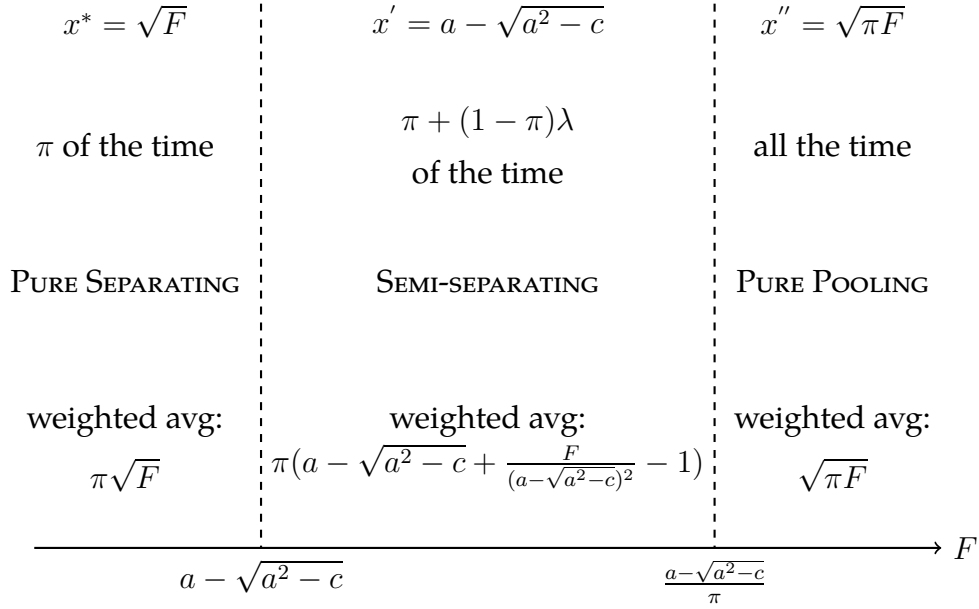 x* = √F    x′ = a − √(a² − c)    x″ = √(πF)
π of the time    π + (1 − π)λ of the time    all the time
PURE SEPARATING    SEMI-SEPARATING    PURE POOLING
weighted avg:    weighted avg:    weighted avg:
π√F    π(a − √(a² − c) + F/(a−√(a²−c))² − 1)    √(πF)
F
a − √(a² − c)    (a−√(a²−c))/π